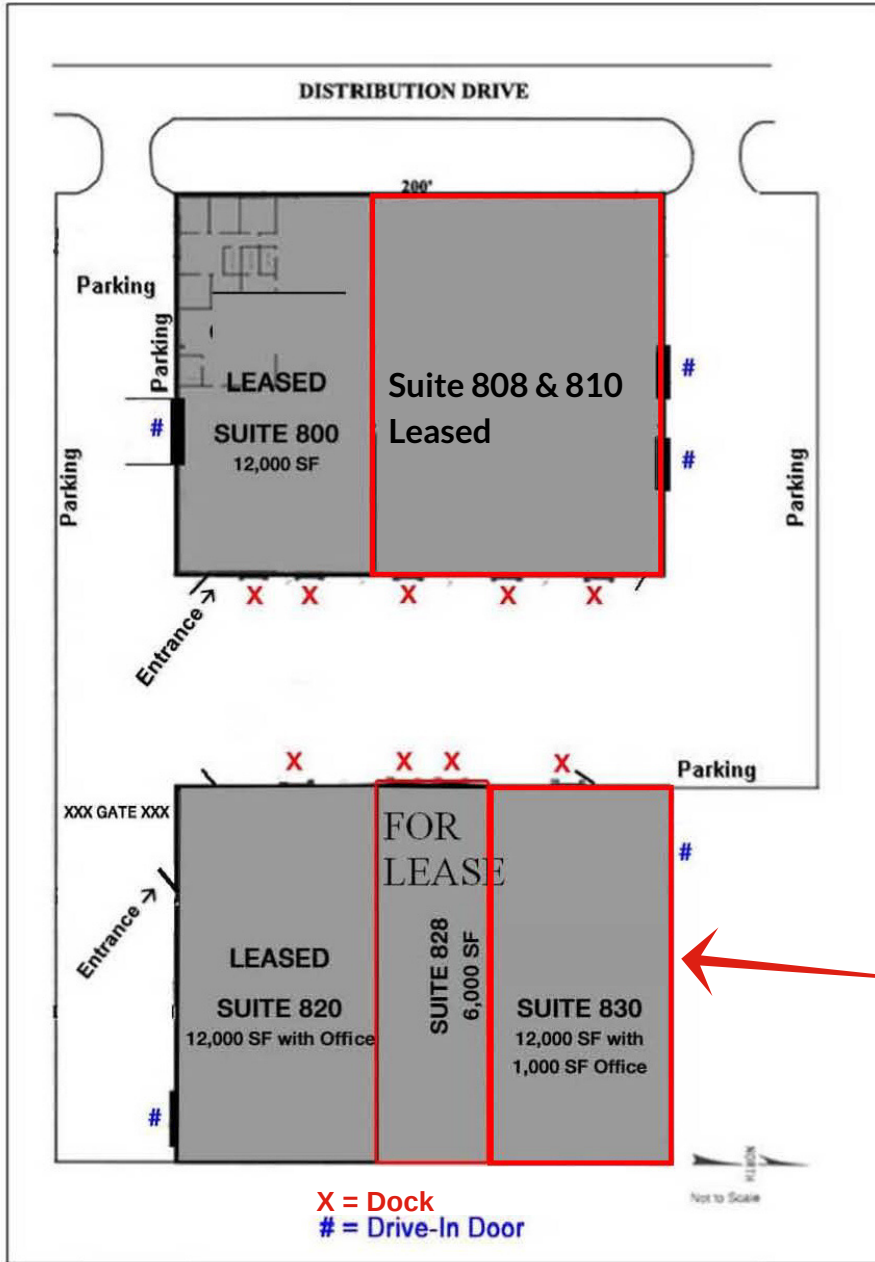 DISTRIBUTION DRIVE
200'
Parking
Parking
Parking
Parking
LEASED
SUITE 800
12,000 SF
Suite 808 & 810
Leased
#
#
#
X X X X X
Entrance
X X X X
Parking
XXX GATE XXX
FOR
LEASE
#
Entrance
SUITE 828
6,000 SF
LEASED
SUITE 820
12,000 SF with Office
SUITE 830
12,000 SF with
1,000 SF Office
#
NORTH
Not to Scale
X = Dock
# = Drive-In Door